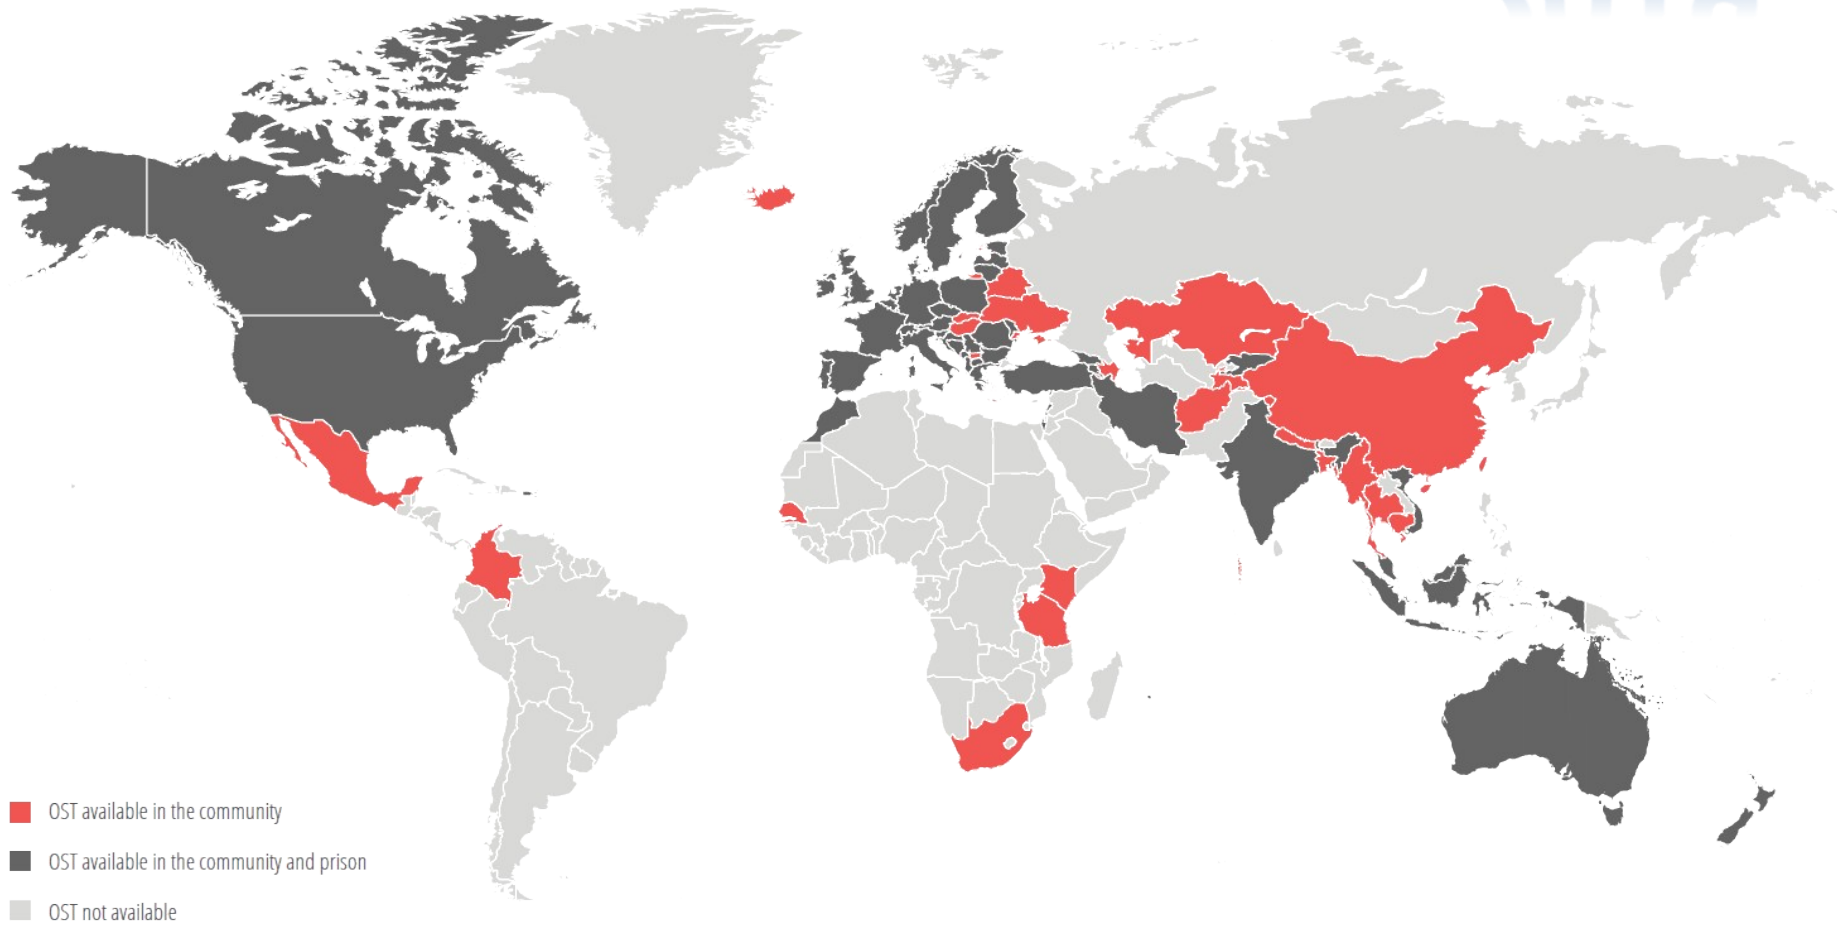 OST available in the community
OST available in the community and prison
OST not available